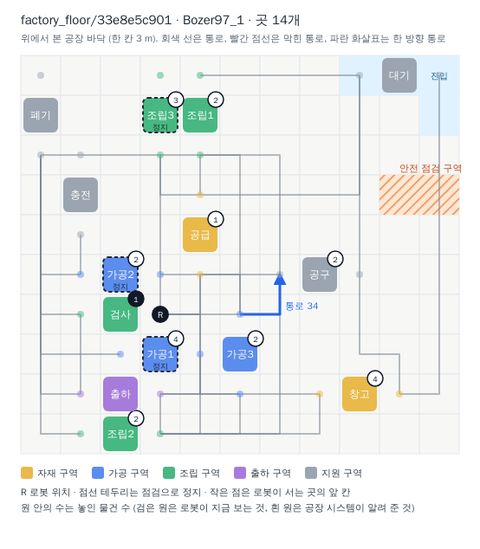 factory_floor/33e8e5c901 · Bozer97_1 · 곳 14개
위에서 본 공장 바닥 (한 칸 3 m). 회색 선은 통로, 빨간 점선은 막힌 통로, 파란 화살표는 한 방향 통로
대기
진입
폐기
조립3
정지
3
조립1
2
안전 점검 구역
충전
공급
1
가공2
정지
2
공구
2
검사
1
R
통로 34
가공1
정지
4
가공3
2
출하
창고
4
조립2
2
자재 구역
가공 구역
조립 구역
출하 구역
지원 구역
R 로봇 위치 · 점선 테두리는 점검으로 정지 · 작은 점은 로봇이 서는 곳의 앞 칸
원 안의 수는 놓인 물건 수 (검은 원은 로봇이 지금 보는 것, 흰 원은 공장 시스템이 알려 준 것)